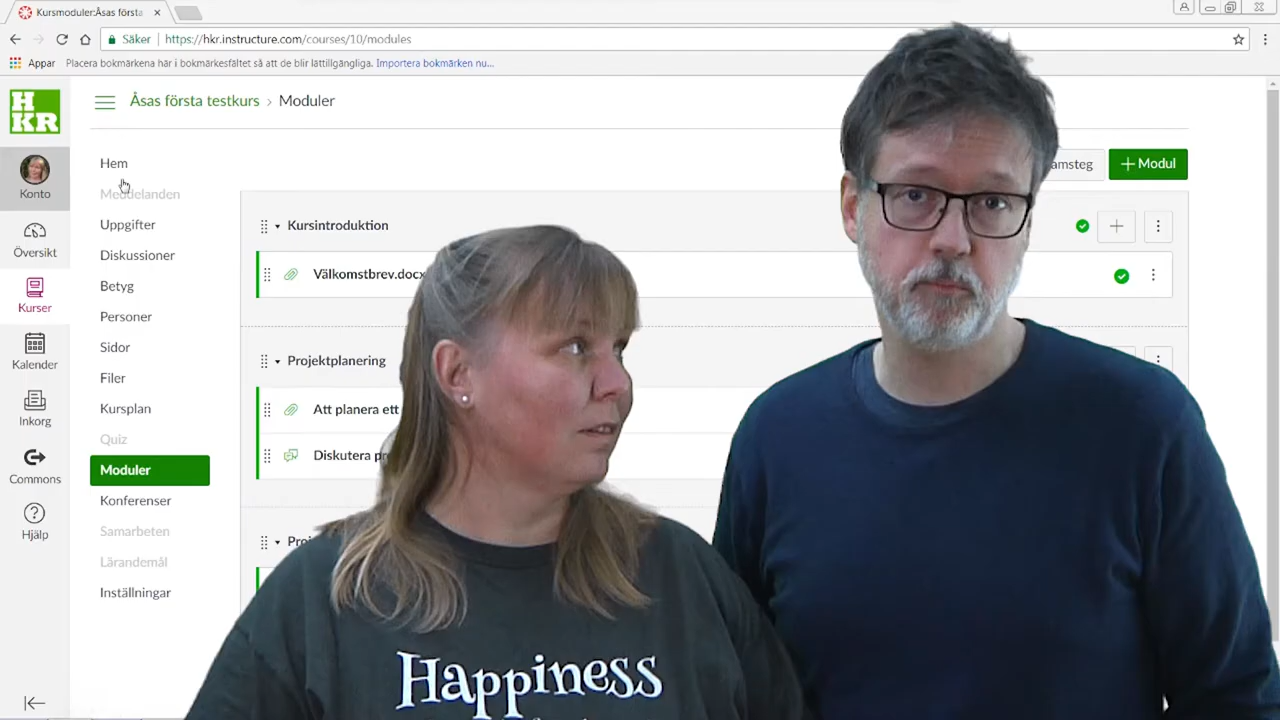 Kursmoduler:Åsas första
Säker
https://hkr.instructure.com/courses/10/modules
Appar
Placera bokmärkena här i bokmärkesfältet så att de blir lättillgängliga. Importera bokmärken nu...
HKR
Åsas första testkurs > Moduler
Konto
Översikt
Kurser
Kalender
Inkorg
Commons
Hjälp
Hem
Meddelanden
Uppgifter
Diskussioner
Betyg
Personer
Sidor
Filer
Kursplan
Quiz
Moduler
Konferenser
Samarbeten
Lärandemål
Inställningar
+ Modul
Kursintroduktion
Välkomstbrev.docx
Projektplanering
Att planera ett
Diskutera
Happiness